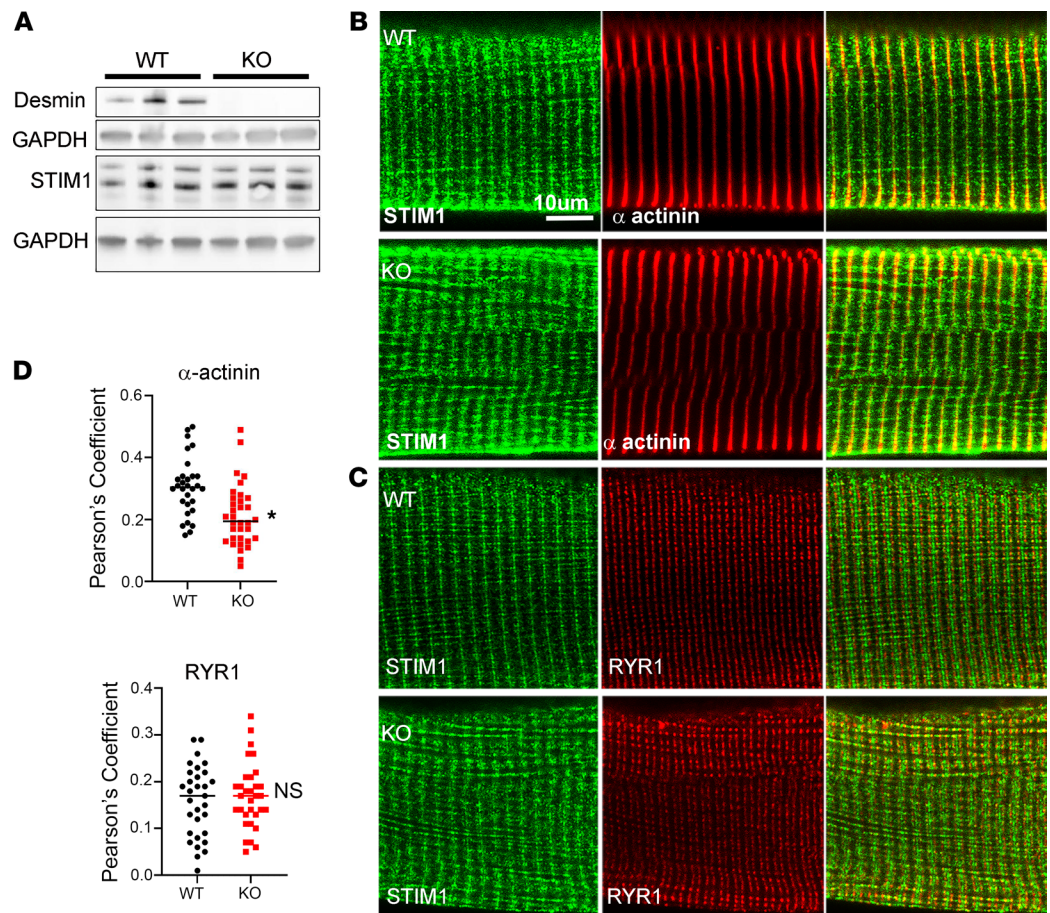 A
WT KO
Desmin
GAPDH
STIM1
GAPDH
B
WT
STIM1
10um
α actinin
KO
STIM1
α actinin
C
WT
STIM1
RYR1
KO
STIM1
RYR1
D
α-actinin
Pearson's Coefficient
0.6
0.4
0.2
0.0
*
WT KO
RYR1
Pearson's Coefficient
0.4
0.3
0.2
0.1
0.0
NS
WT KO